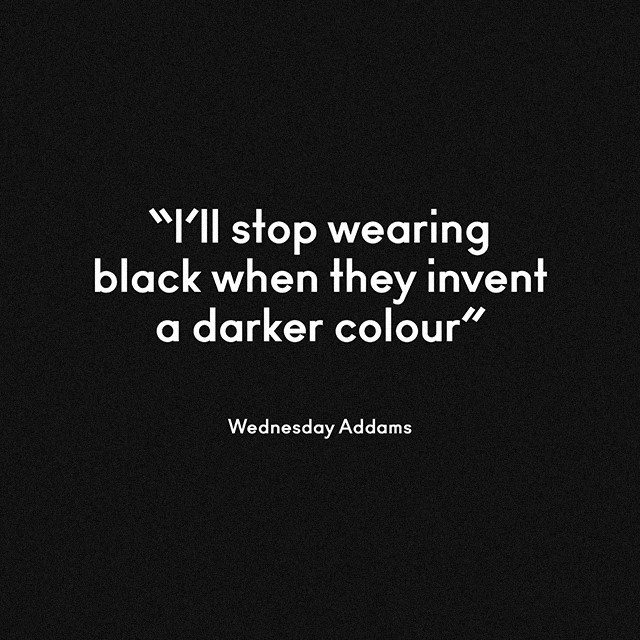 “I’ll stop wearing
black when they invent
a darker colour”
Wednesday Addams